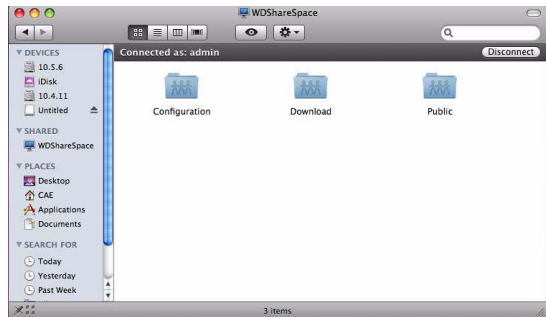 WDShareSpace
Connected as: admin
Disconnect
DEVICES
10.5.6
iDisk
10.4.11
Untitled
SHARED
WDShareSpace
PLACES
Desktop
CAE
Applications
Documents
SEARCH FOR
Today
Yesterday
Past Week
Configuration
Download
Public
3 items